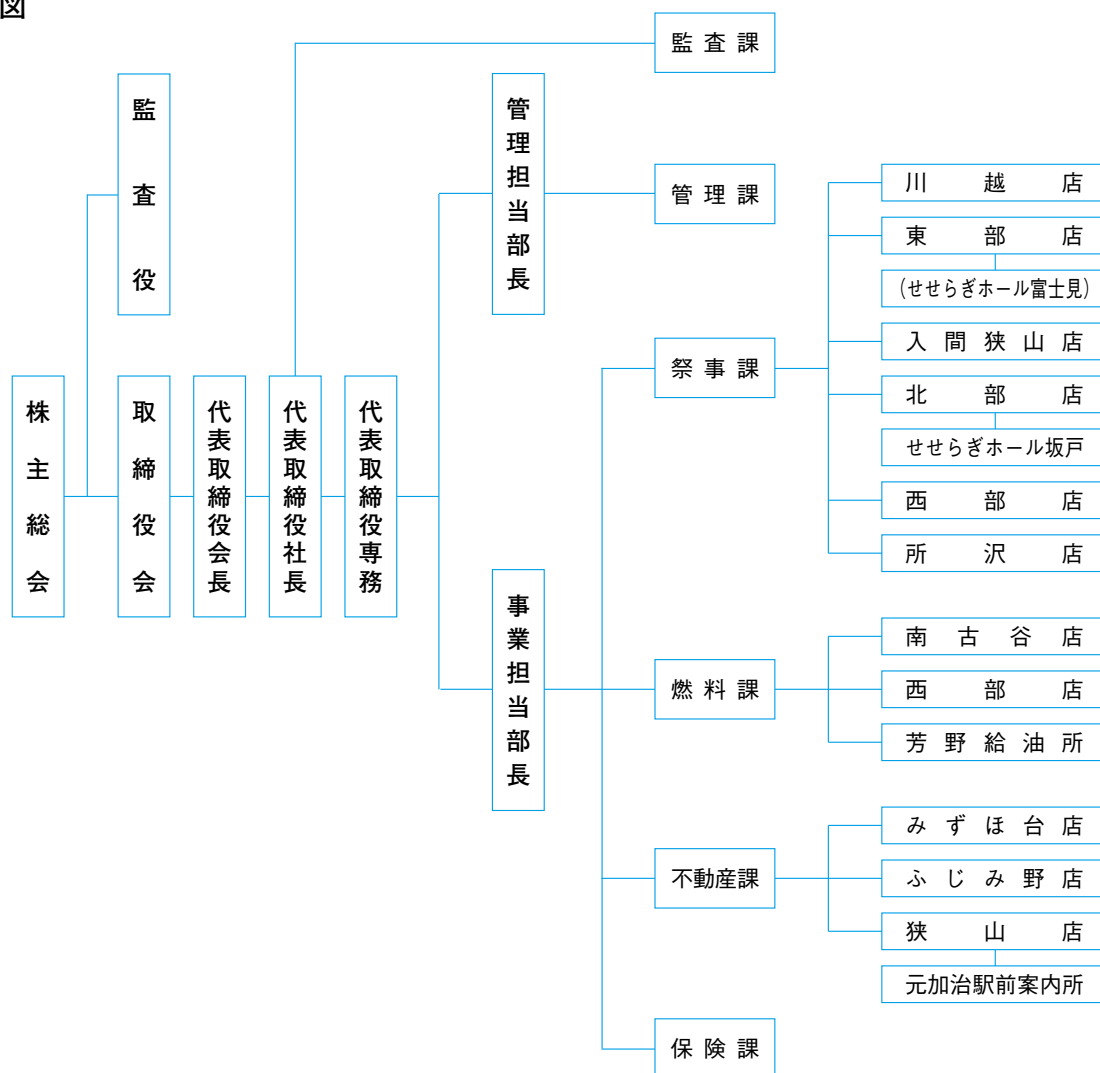 図
監査課
監査役
管理担当部長
管理課
川越店
東部店
(せせらぎホール富士見)
入間狭山店
祭事課
北部店
せせらぎホール坂戸
西部店
所沢店
株主総会
取締役会
代表取締役会長
代表取締役社長
代表取締役専務
事業担当部長
南古谷店
燃料課
西部店
芳野給油所
みずほ台店
不動産課
ふじみ野店
狭山店
元加治駅前案内所
保険課